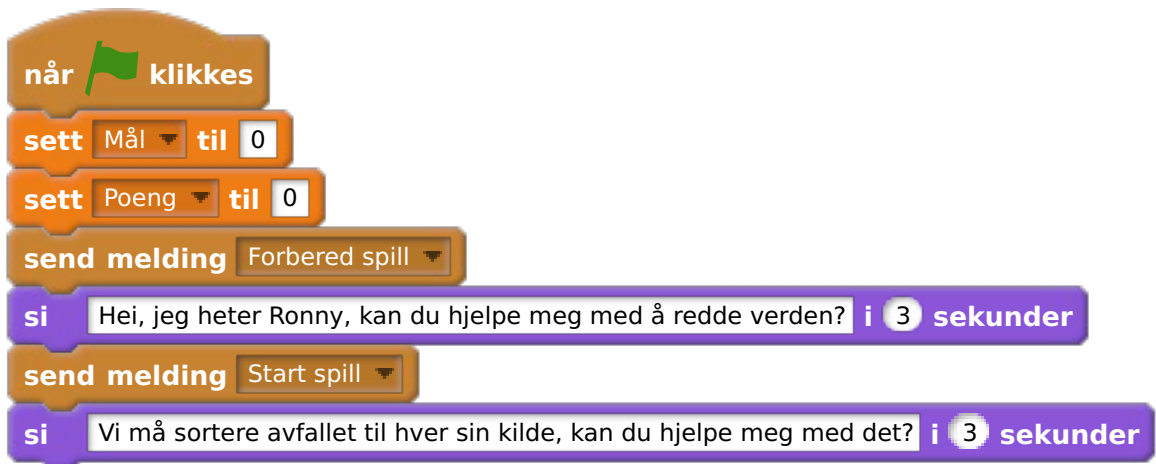 når klikkes
sett Mål til 0
sett Poeng til 0
send melding Forbered spill
si Hei, jeg heter Ronny, kan du hjelpe meg med å redde verden? i 3 sekunder
send melding Start spill
si Vi må sortere avfallet til hver sin kilde, kan du hjelpe meg med det? i 3 sekunder